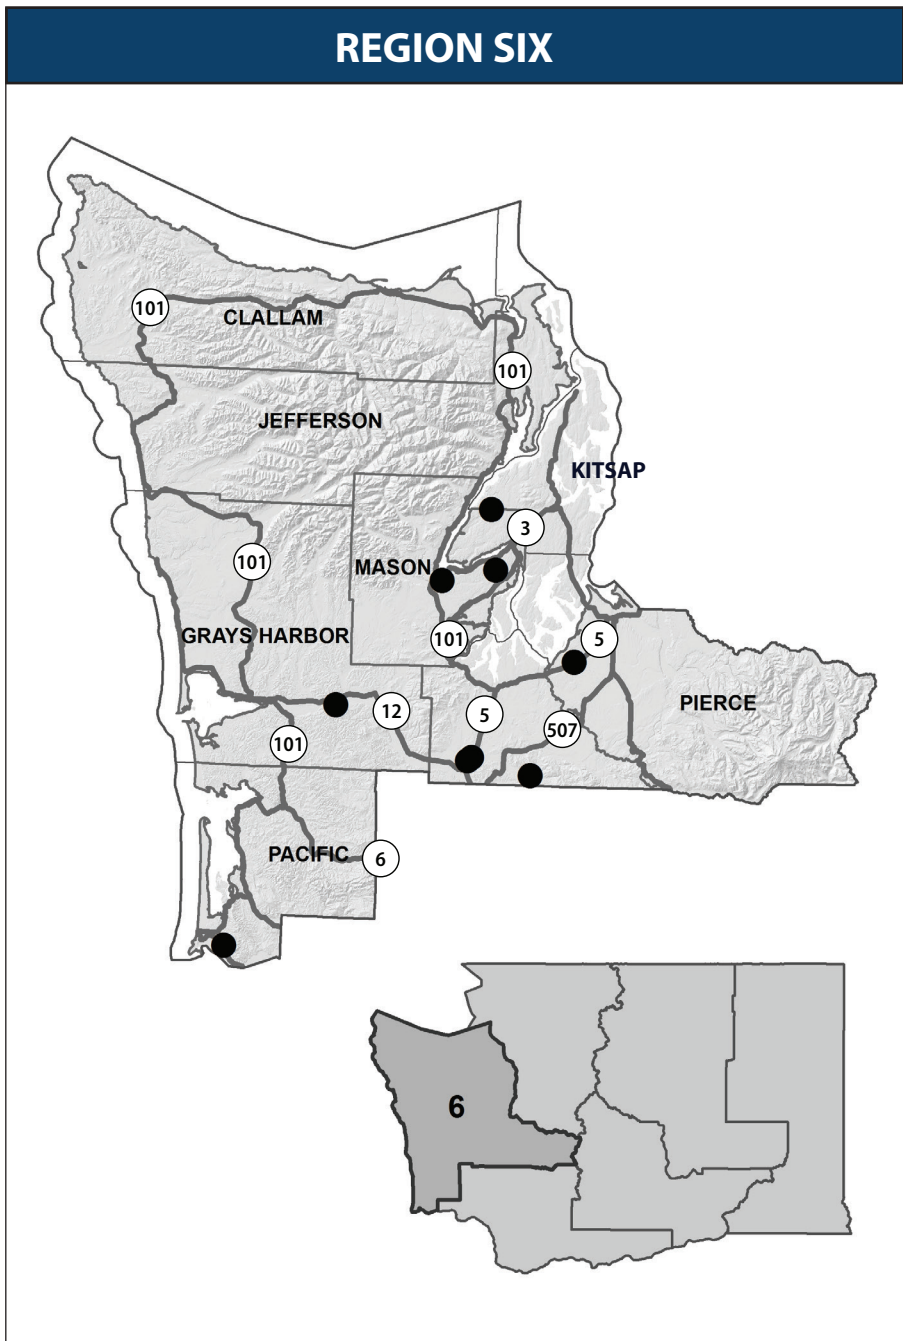 REGION SIX
101
CLALLAM
101
JEFFERSON
KITSAP
3
101
MASON
GRAYS HARBOR
101
5
PIERCE
12
5
507
101
PACIFIC
6
6